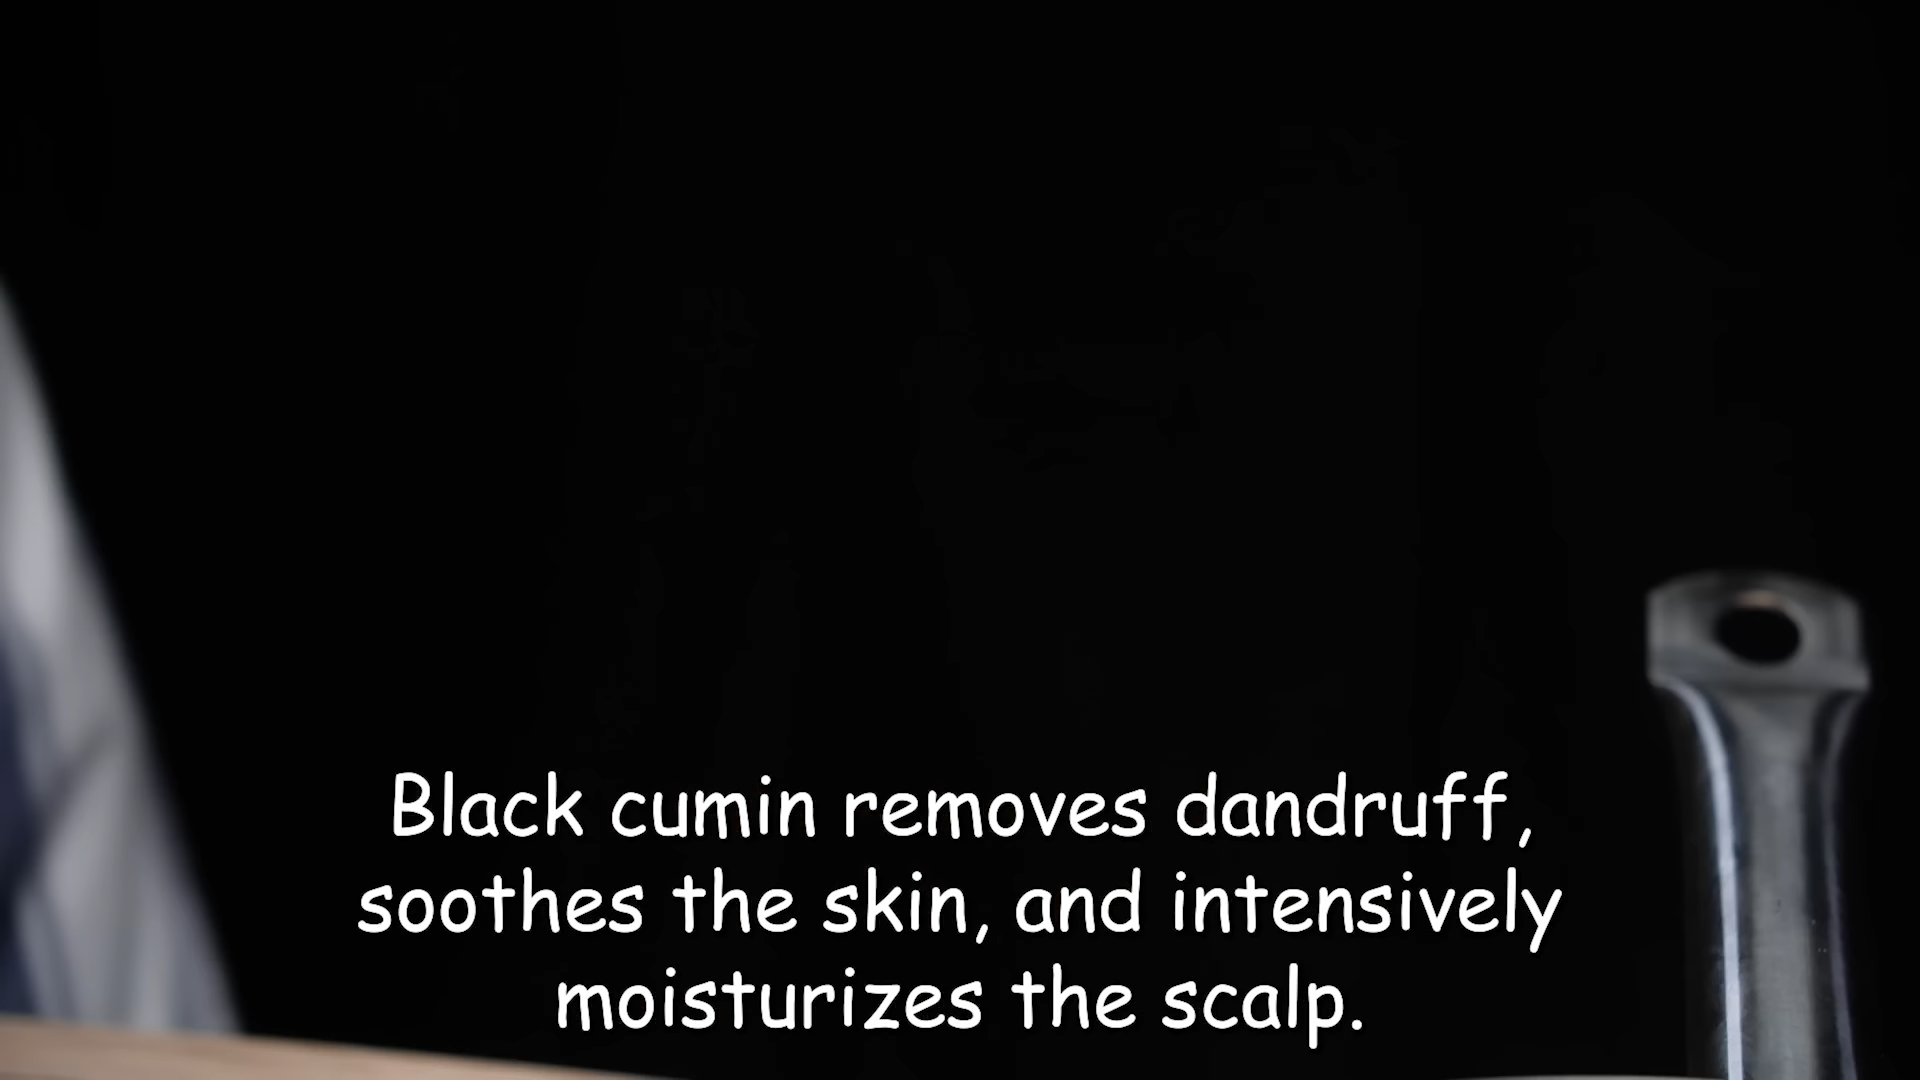 Black cumin removes dandruff,
soothes the skin, and intensively
moisturizes the scalp.